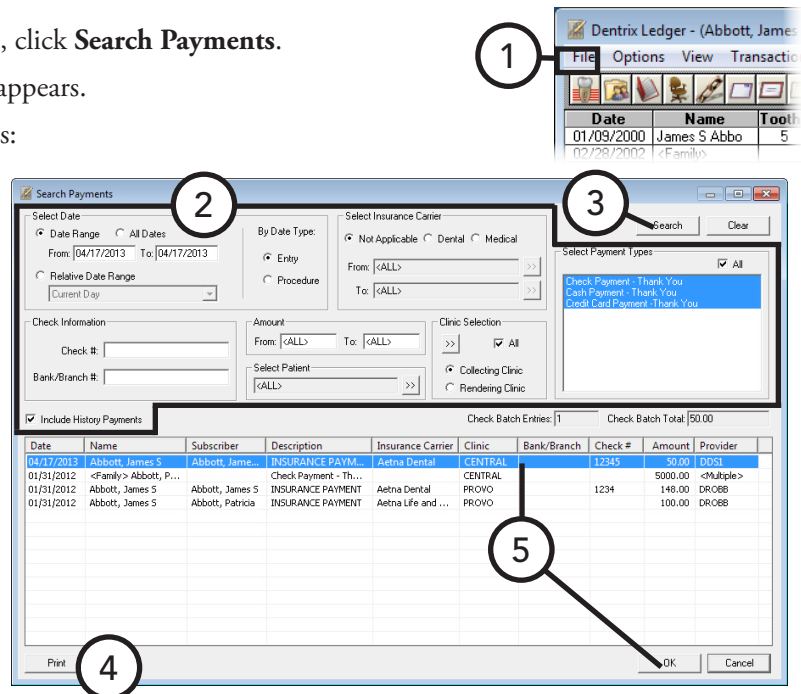 , click Search Payments.
appears.
s:
1
Dentrix Ledger - (Abbott, James
File Options View Transactio
Date Name Tooth
01/09/2000 James S Abbo 5
02/28/2002 <Family>
Search Payments
2
3
Select Date
Date Range All Dates
From: 04/17/2013 To: 04/17/2013
Relative Date Range
Current Day
By Date Type:
Entry
Procedure
Select Insurance Carrier
Not Applicable Dental Medical
From: <ALL> >>
To: <ALL> >>
Search Clear
Select Payment Types
All
Check Payment - Thank You
Cash Payment - Thank You
Credit Card Payment -Thank You
Check Information
Check #:
Bank/Branch #:
Amount
From: <ALL> To: <ALL>
Select Patient
<ALL> >>
Clinic Selection
>> All
Collecting Clinic
Rendering Clinic
Include History Payments
Check Batch Entries: 1 Check Batch Total: 50.00
Date Name Subscriber Description Insurance Carrier Clinic Bank/Branch Check # Amount Provider
04/17/2013 Abbott, James S Abbott, Jame... INSURANCE PAYM... Aetna Dental CENTRAL 12345 50.00 DDS1
01/31/2012 <Family> Abbott, P... Check Payment - Th... CENTRAL 5000.00 <Multiple>
01/31/2012 Abbott, James S Abbott, James S INSURANCE PAYMENT Aetna Dental PROVO 1234 148.00 DROBB
01/31/2012 Abbott, James S Abbott, Patricia INSURANCE PAYMENT Aetna Life and ... PROVO 100.00 DROBB
5
Print
4
OK Cancel